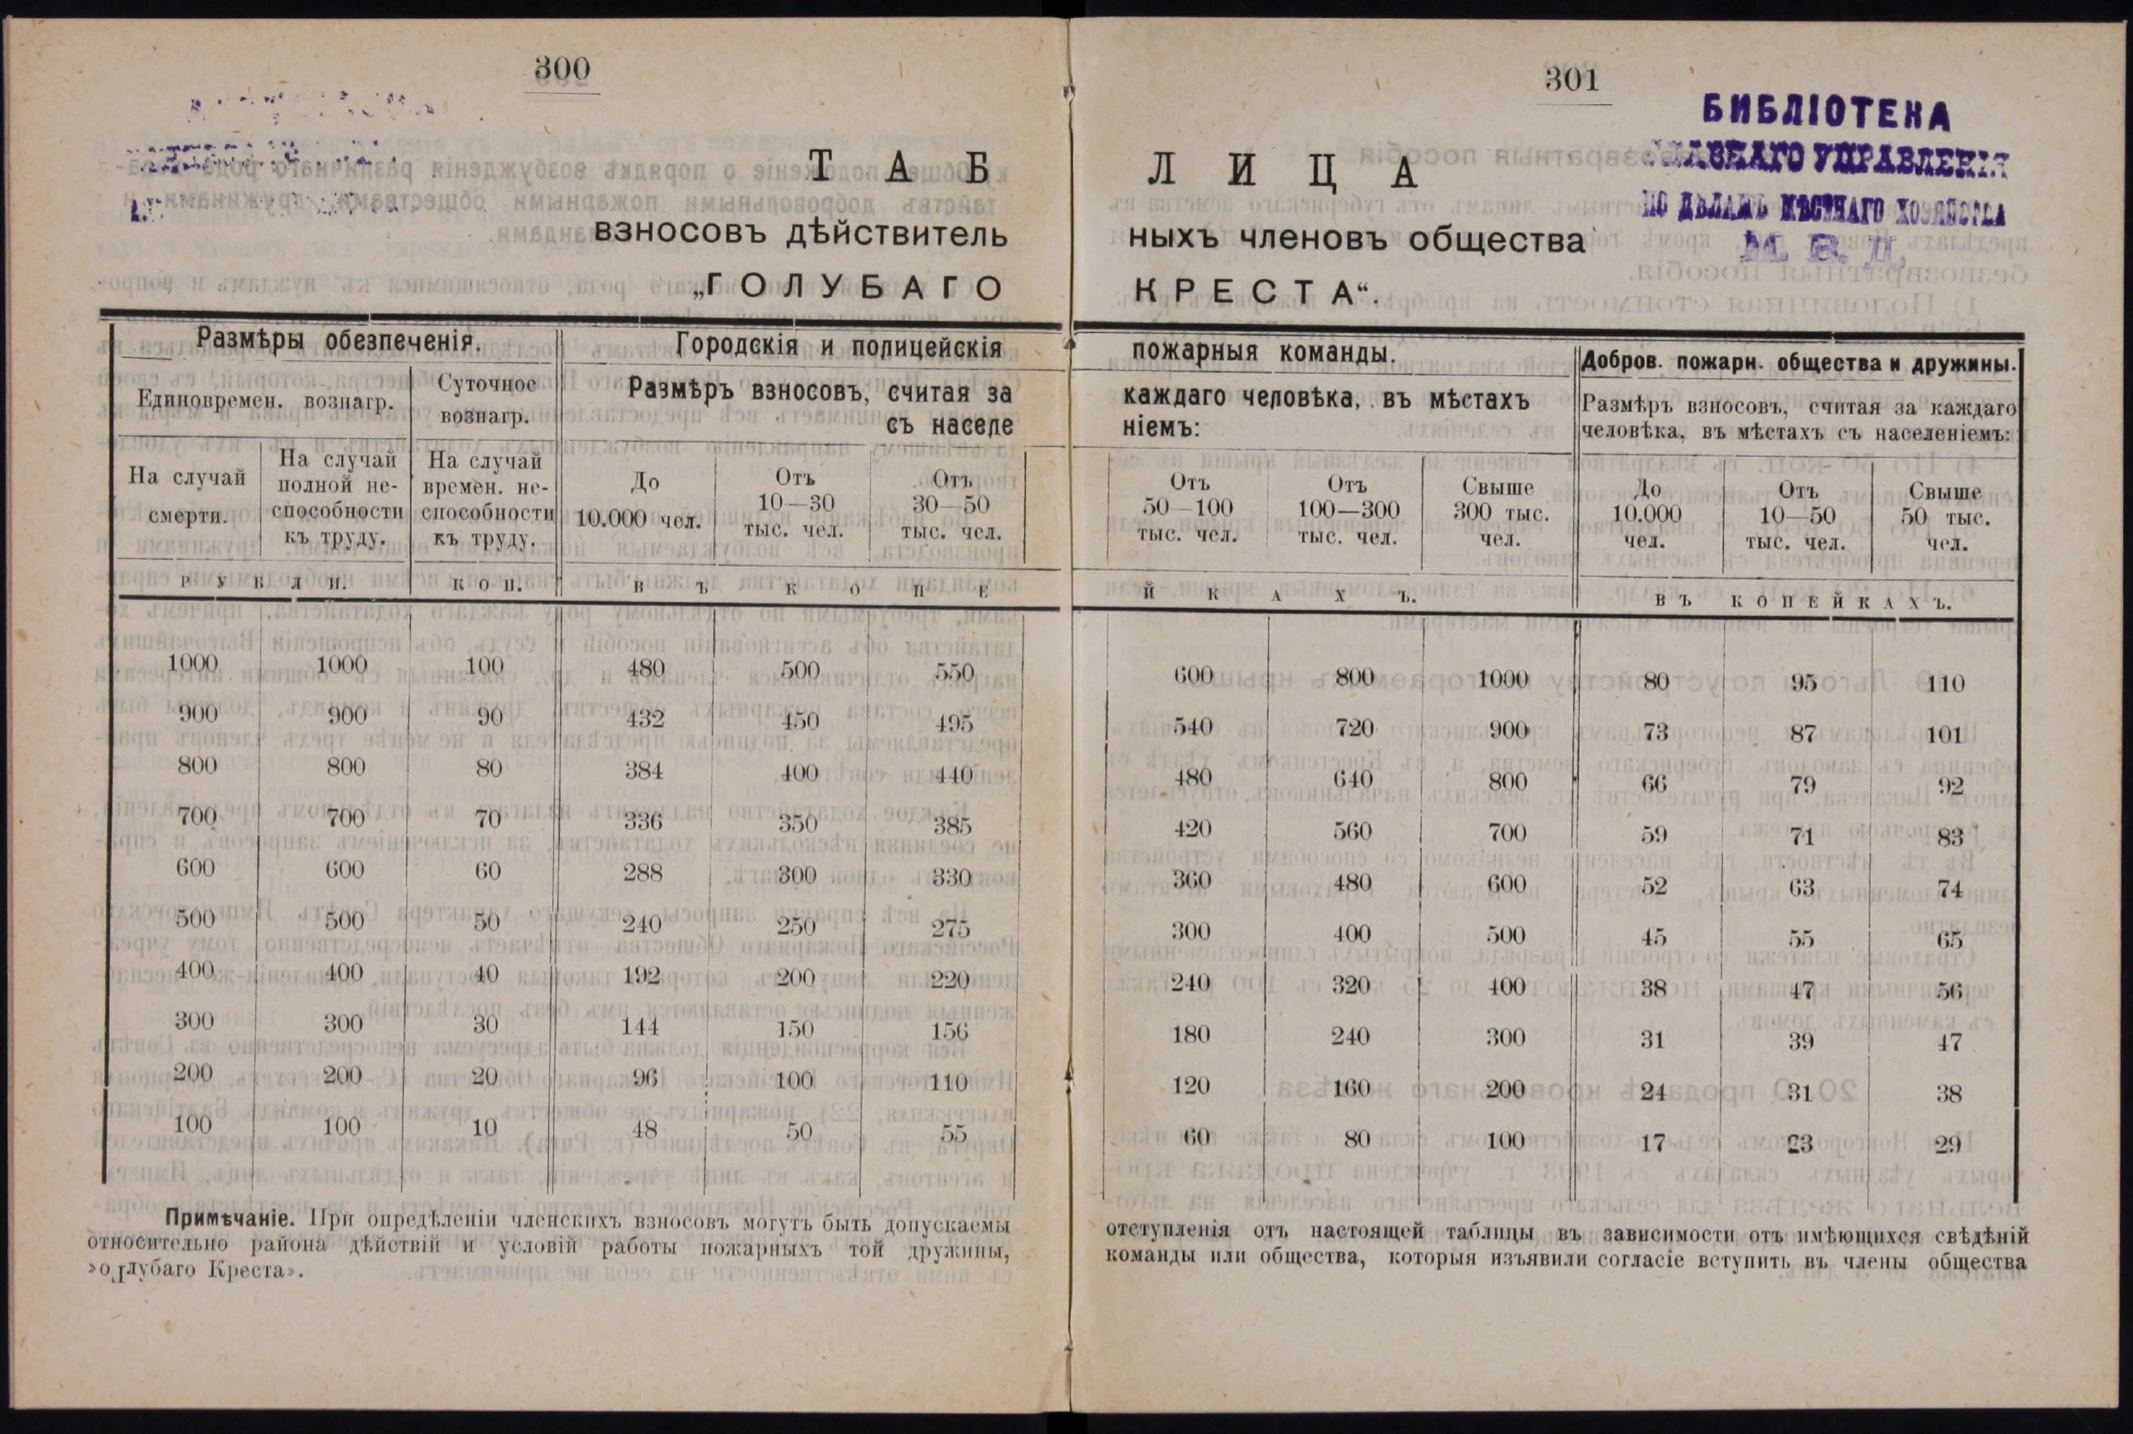 300
ТАБ
взносовъ дѣйствитель
„ГОЛУБАГО
Размѣры обезпеченія.
Городскія и полицейскія
Единовремен. вознагр.
Суточное
вознагр.
Размѣръ взносовъ, считая за
съ населе
На случай
смерти.
На случай
полной не-
способности
къ труду.
На случай
времен. не-
способности
къ труду.
До
10.000 чел.
Отъ
10—30
тыс. чел.
Отъ
30—50
тыс. чел.
РУБЛИ.
КОП.
ВЪ КОПЕ
1000 1000 100 480 500 550
900 900 90 432 450 495
800 800 80 384 400 440
700 700 70 336 350 385
600 600 60 288 300 330
500 500 50 240 250 275
400 400 40 192 200 220
300 300 30 144 150 156
200 200 20 96 100 110
100 100 10 48 50 55
Примѣчаніе. При опредѣленіи членскихъ взносовъ могутъ быть допускаемы
относительно района дѣйствій и условій работы пожарныхъ той дружины,
»оглубаго Креста».
301
БИБЛІОТЕКА
ГЛАВНАГО УПРАВЛЕНІЯ
ПО ДѢЛАМЪ МѢСТНАГО ХОЗЯЙСТВА
М. В. Д.
ЛИЦА
ныхъ членовъ общества
КРЕСТА“.
пожарныя команды.
Добров. пожарн. общества и дружины.
каждаго человѣка, въ мѣстахъ
ніемъ:
Размѣръ взносовъ, считая за каждаго
человѣка, въ мѣстахъ съ населеніемъ:
Отъ
50—100
тыс. чел.
Отъ
100—300
тыс. чел.
Свыше
300 тыс.
чел.
До
10.000
чел.
Отъ
10—50
тыс. чел.
Свыше
50 тыс.
чел.
ЙКАХЪ.
ВЪ КОПЕЙКАХЪ.
600 800 1000 80 95 110
540 720 900 73 87 101
480 640 800 66 79 92
420 560 700 59 71 83
360 480 600 52 63 74
300 400 500 45 55 65
240 320 400 38 47 56
180 240 300 31 39 47
120 160 200 24 31 38
60 80 100 17 23 29
отступленія отъ настоящей таблицы въ зависимости отъ имѣющихся свѣдѣній
команды или общества, которыя изъявили согласіе вступить въ члены общества